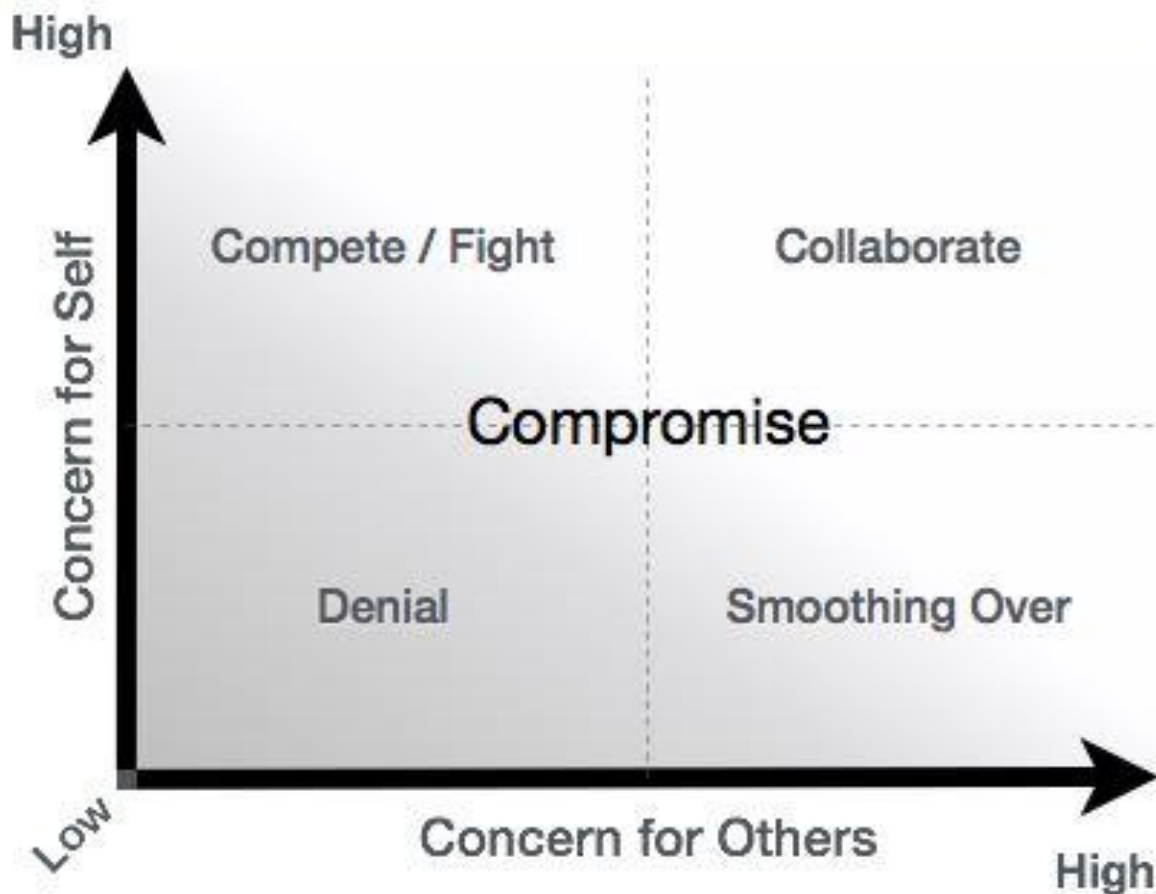 High
Concern for Self
Compete / Fight
Collaborate
Compromise
Denial
Smoothing Over
Low
Concern for Others
High